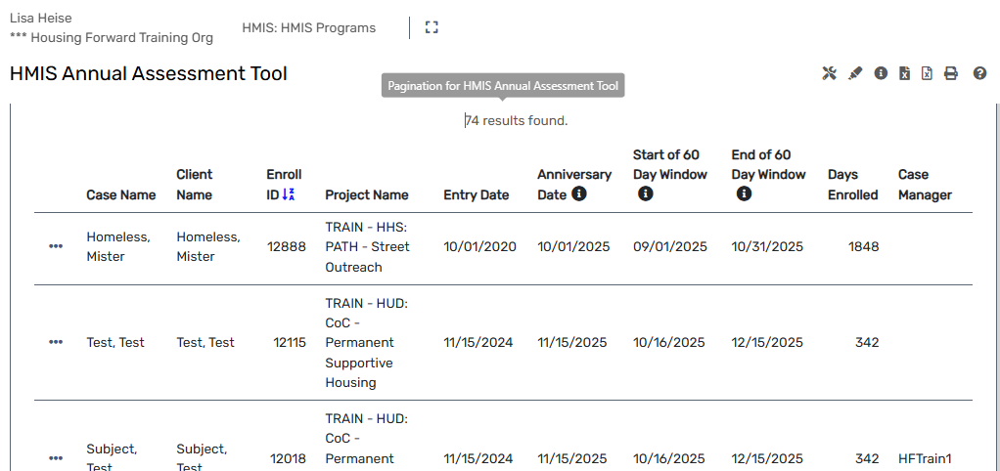 Lisa Heise
*** Housing Forward Training Org
HMIS: HMIS Programs
HMIS Annual Assessment Tool
Pagination for HMIS Annual Assessment Tool
74 results found.
Case Name
Client Name
Enroll ID
Project Name
Entry Date
Anniversary Date
Start of 60 Day Window
End of 60 Day Window
Days Enrolled
Case Manager
Homeless, Mister
Homeless, Mister
12888
TRAIN - HHS: PATH - Street Outreach
10/01/2020
10/01/2025
09/01/2025
10/31/2025
1848
Test, Test
Test, Test
12115
TRAIN - HUD: CoC - Permanent Supportive Housing
11/15/2024
11/15/2025
10/16/2025
12/15/2025
342
Subject, Test
Subject, Test
12018
TRAIN - HUD: CoC - Permanent
11/15/2024
11/15/2025
10/16/2025
12/15/2025
342
HFTrain1